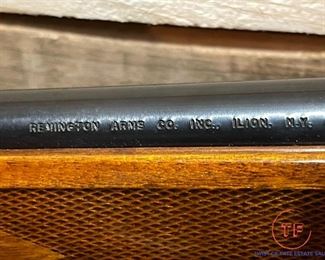 REMINGTON ARMS CO. INC., ILION, N.Y.
TF